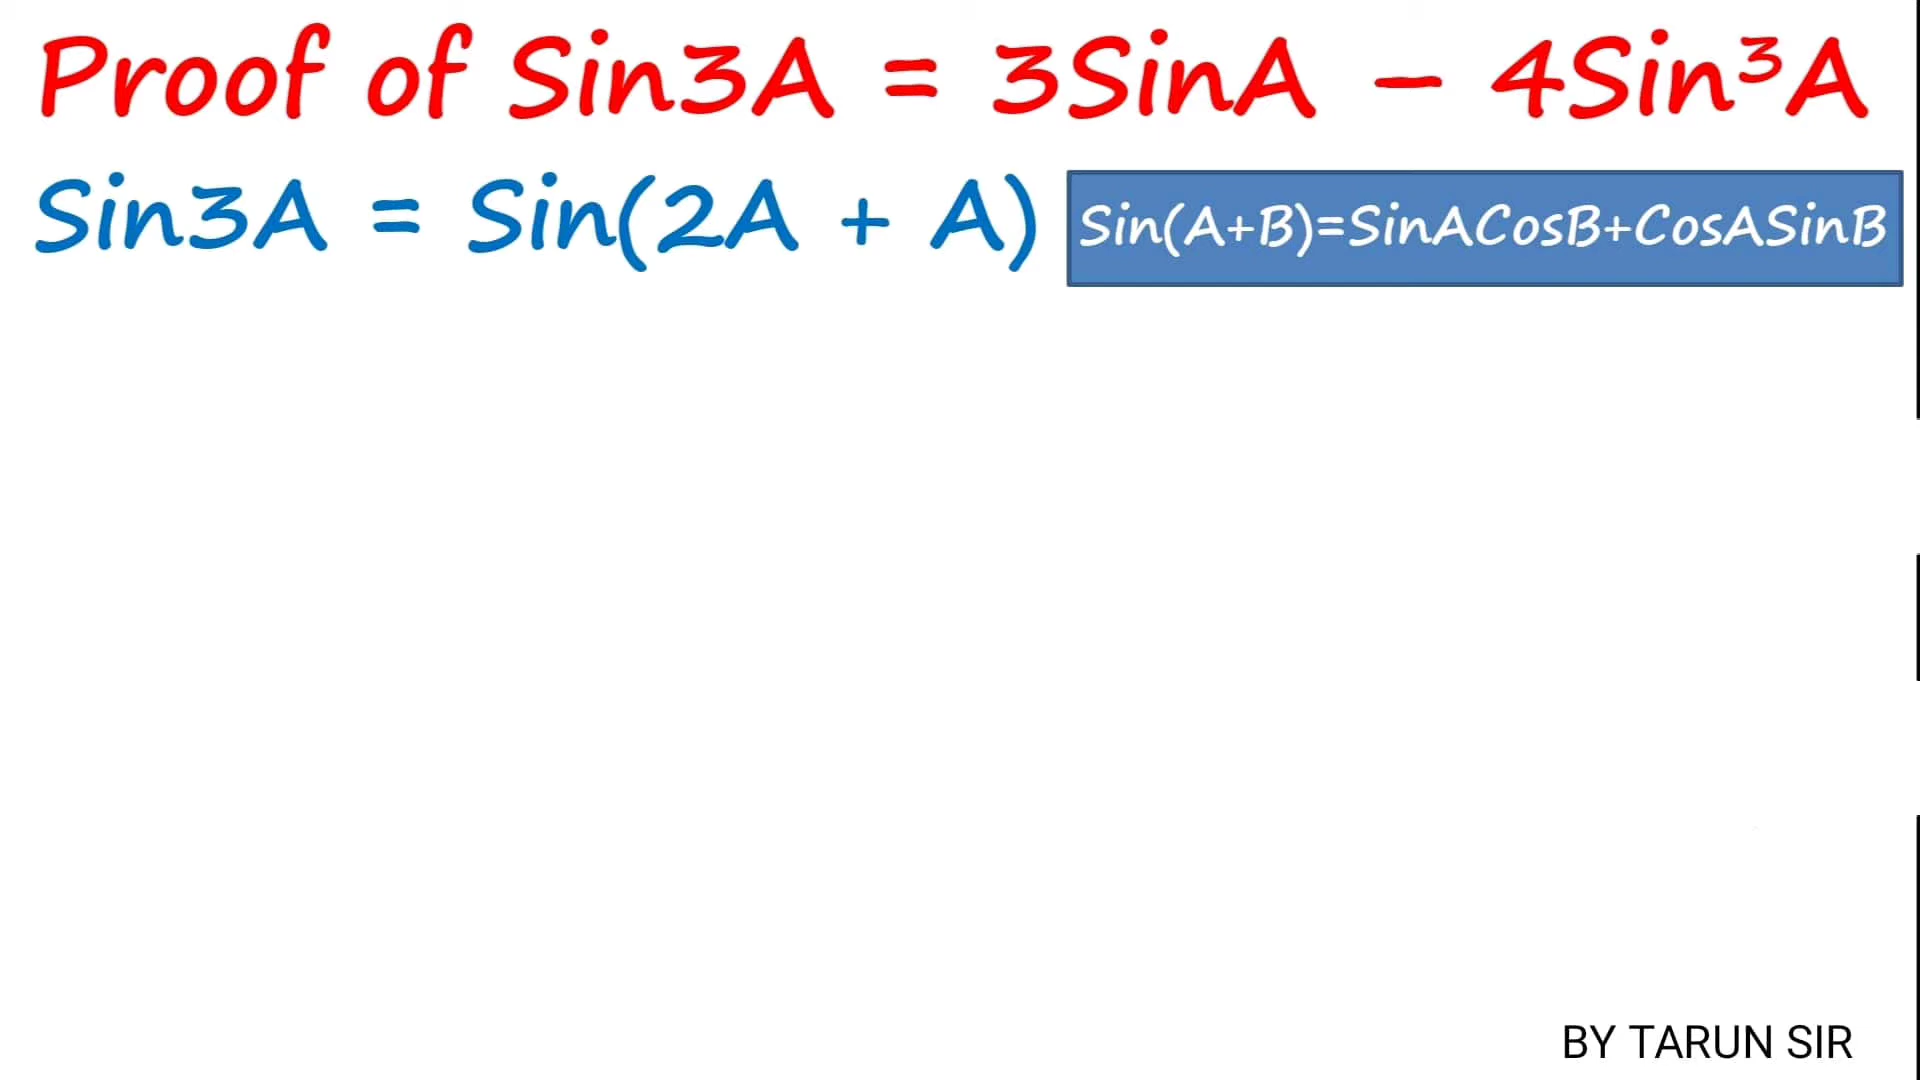 Proof of Sin3A = 3SinA - 4Sin³A
Sin3A = Sin(2A + A)
Sin(A+B)=SinACosB+CosASinB
BY TARUN SIR